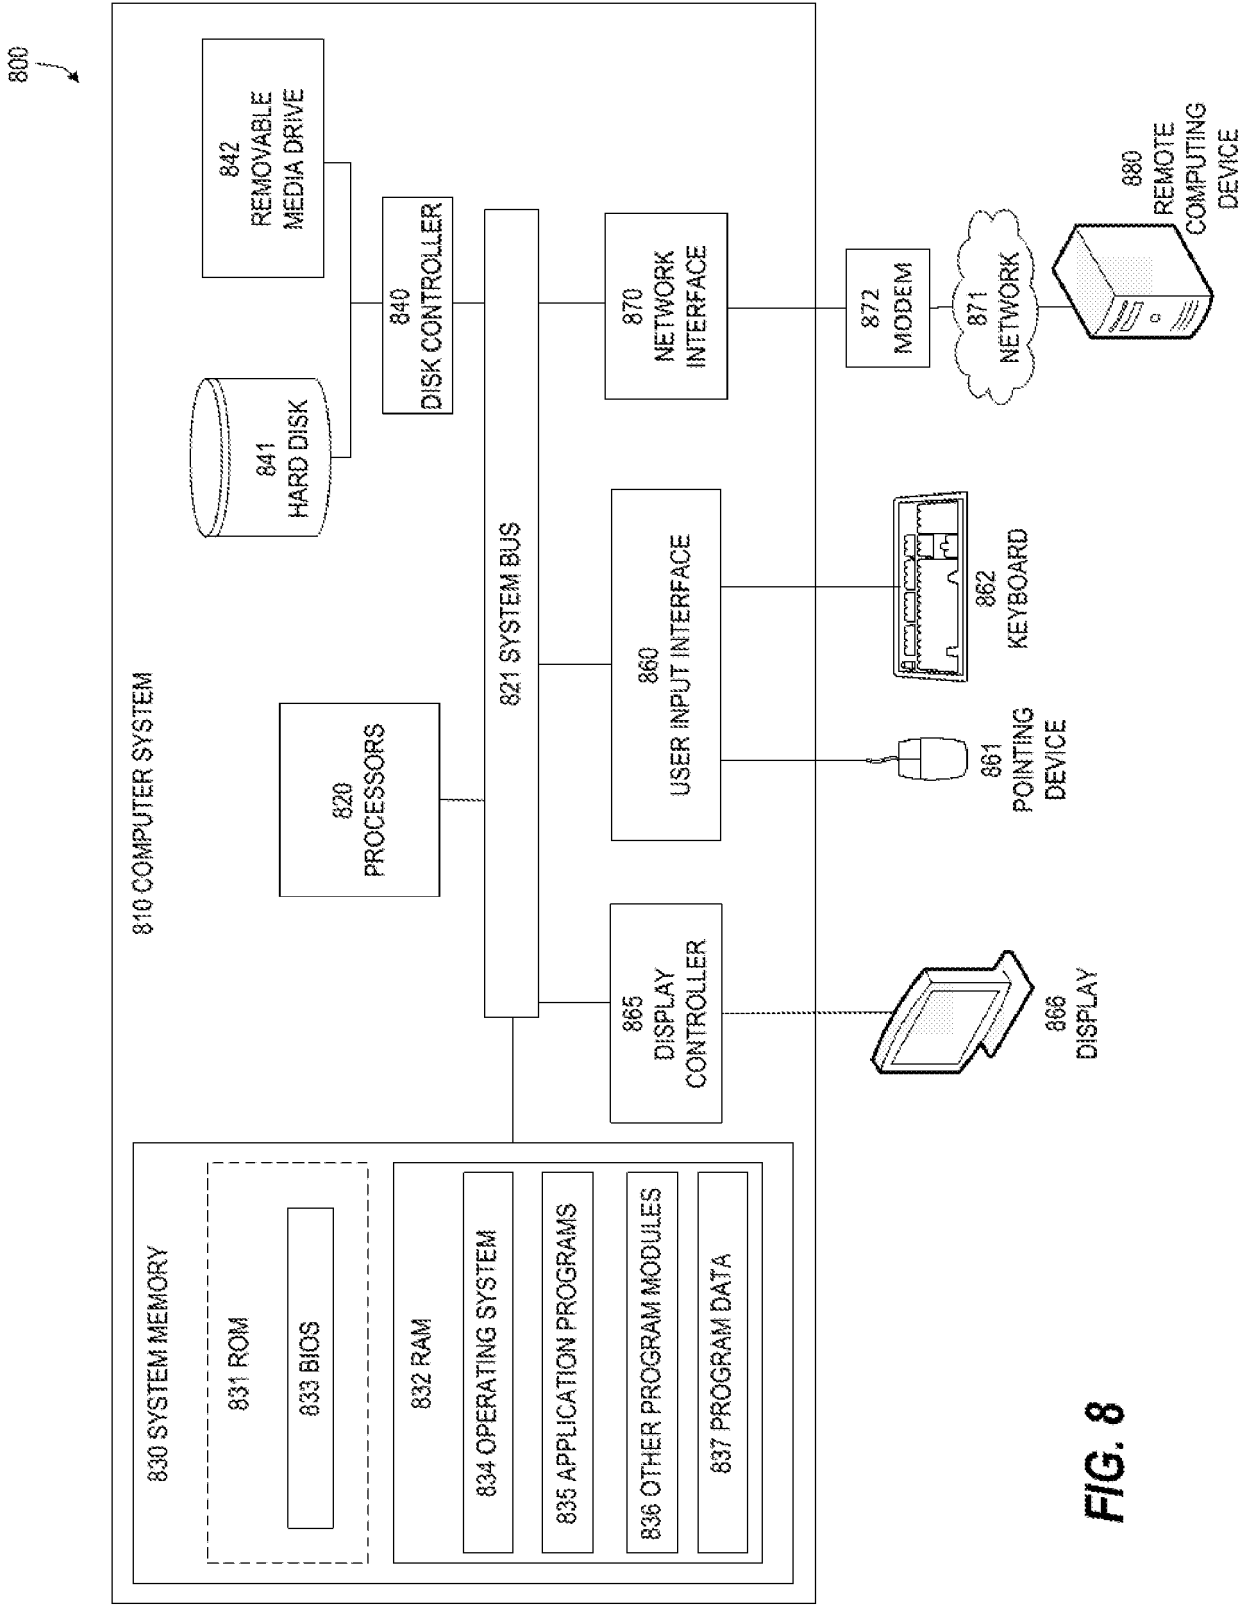 800
810 COMPUTER SYSTEM
830 SYSTEM MEMORY
831 ROM
833 BIOS
832 RAM
834 OPERATING SYSTEM
835 APPLICATION PROGRAMS
836 OTHER PROGRAM MODULES
837 PROGRAM DATA
820
PROCESSORS
841
HARD DISK
842
REMOVABLE
MEDIA DRIVE
840
DISK CONTROLLER
821 SYSTEM BUS
865
DISPLAY
CONTROLLER
860
USER INPUT INTERFACE
870
NETWORK
INTERFACE
866
DISPLAY
861
POINTING
DEVICE
862
KEYBOARD
872
MODEM
871
NETWORK
880
REMOTE
COMPUTING
DEVICE
FIG. 8